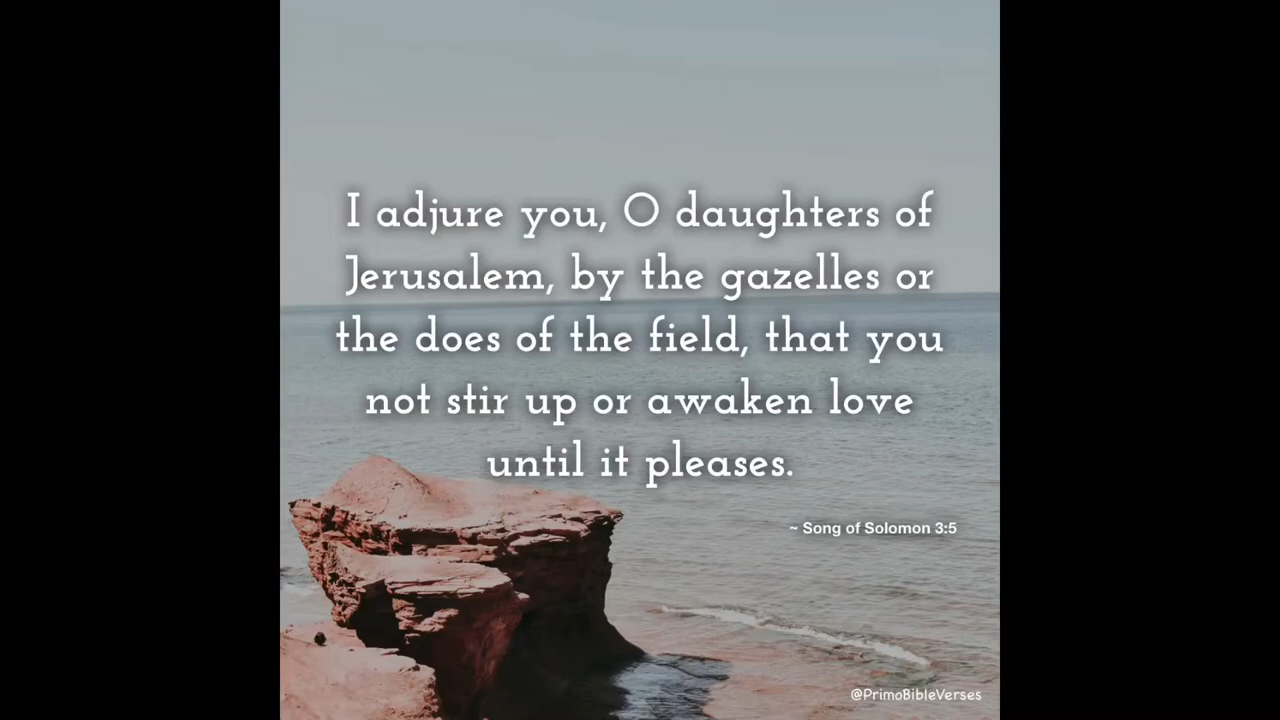 I adjure you, O daughters of
Jerusalem, by the gazelles or
the does of the field, that you
not stir up or awaken love
until it pleases.
~ Song of Solomon 3:5
@PrimoBibleVerses